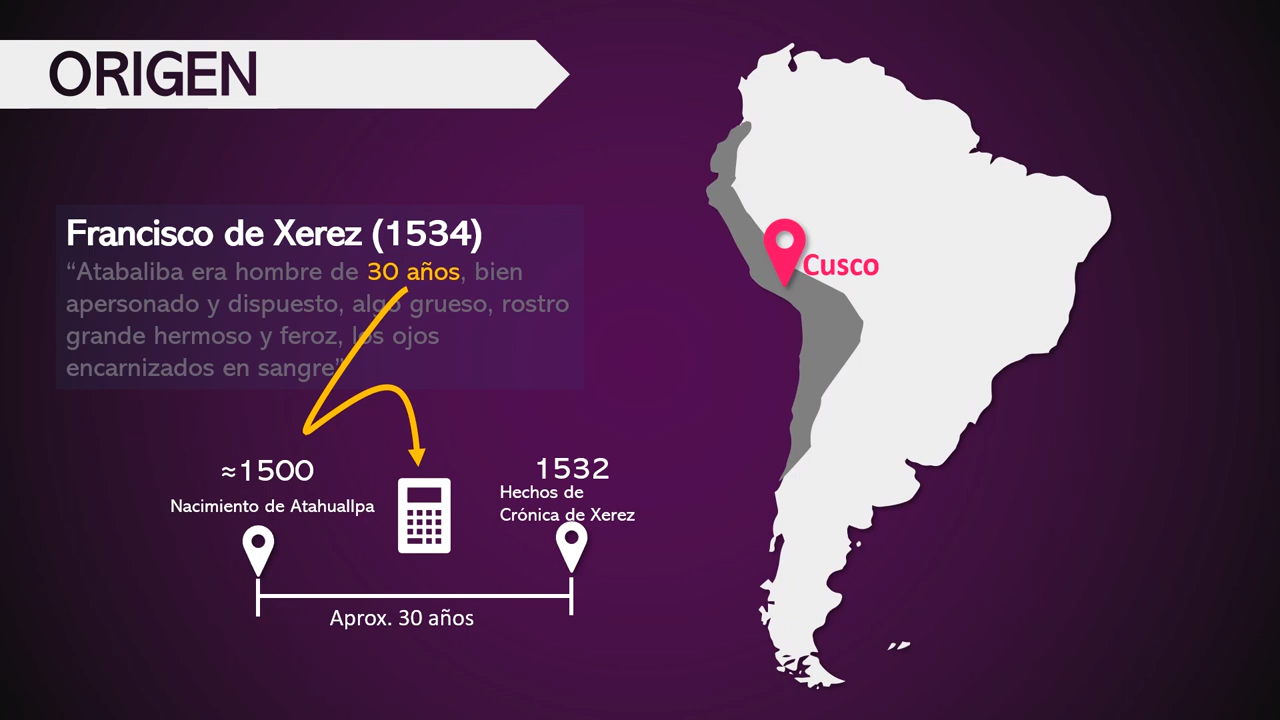 ORIGEN
Francisco de Xerez (1534)
“Atabaliba era hombre de 30 años, bien
apersonado y dispuesto, algo grueso, rostro
grande hermoso y feroz, los ojos
encarnizados en sangre”
Cusco
≈1500
Nacimiento de Atahuallpa
1532
Hechos de
Crónica de Xerez
Aprox. 30 años